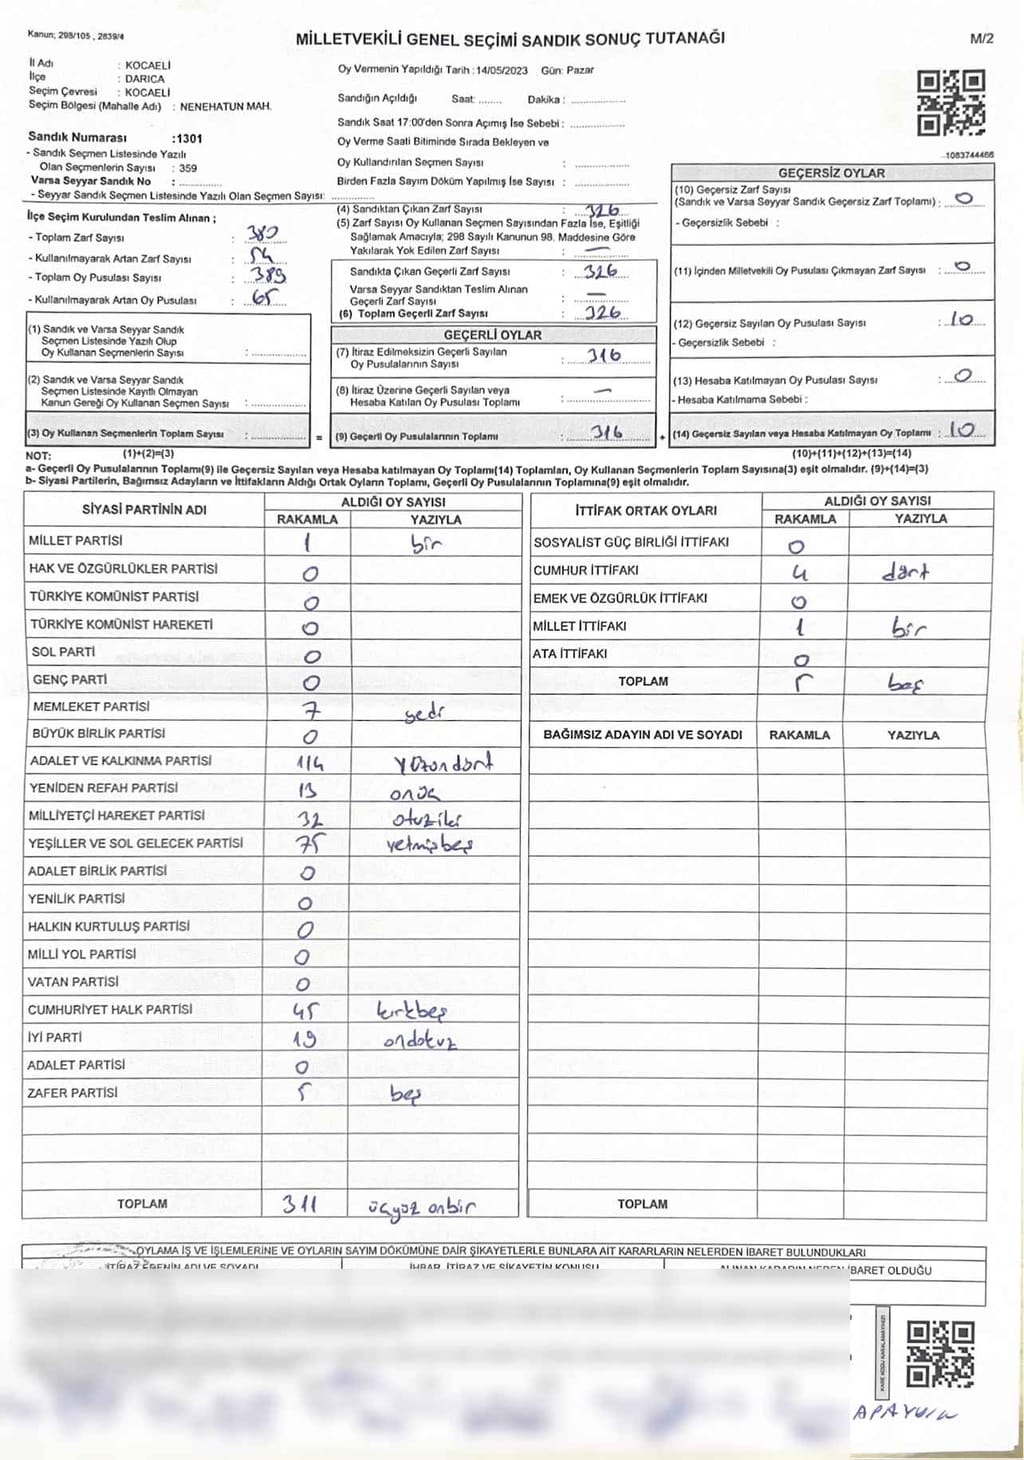 Kanun; 298/105 , 2839/4
MİLLETVEKİLİ GENEL SEÇİMİ SANDIK SONUÇ TUTANAĞI
M/2
İl Adı : KOCAELİ
İlçe : DARICA
Seçim Çevresi : KOCAELİ
Seçim Bölgesi (Mahalle Adı) : NENEHATUN MAH.
Sandık Numarası :1301
- Sandık Seçmen Listesinde Yazılı
Olan Seçmenlerin Sayısı : 359
Varsa Seyyar Sandık No : ............
- Seyyar Sandık Seçmen Listesinde Yazılı Olan Seçmen Sayısı: ............
Oy Vermenin Yapıldığı Tarih :14/05/2023 Gün: Pazar
Sandığın Açıldığı Saat: ........ Dakika : ..................
Sandık Saat 17:00'den Sonra Açımış İse Sebebi : ..................
Oy Verme Saati Bitiminde Sırada Bekleyen ve
Oy Kullandırılan Seçmen Sayısı : ..................
Birden Fazla Sayım Döküm Yapılmış İse Sayısı : ..................
1083744466
İlçe Seçim Kurulundan Teslim Alınan ;
- Toplam Zarf Sayısı : 380
- Kullanılmayarak Artan Zarf Sayısı : 54
- Toplam Oy Pusulası Sayısı : 389
- Kullanılmayarak Artan Oy Pusulası : 65
(1) Sandık ve Varsa Seyyar Sandık
Seçmen Listesinde Yazılı Olup
Oy Kullanan Seçmenlerin Sayısı : ............
(2) Sandık ve Varsa Seyyar Sandık
Seçmen Listesinde Kayıtlı Olmayan
Kanun Gereği Oy Kullanan Seçmen Sayısı : ............
(3) Oy Kullanan Seçmenlerin Toplam Sayısı : ............ =
(4) Sandıktan Çıkan Zarf Sayısı : 326
(5) Zarf Sayısı Oy Kullanan Seçmen Sayısından Fazla İse, Eşitliği
Sağlamak Amacıyla; 298 Sayılı Kanunun 98. Maddesine Göre
Yakılarak Yok Edilen Zarf Sayısı : —
Sandıkta Çıkan Geçerli Zarf Sayısı : 326
Varsa Seyyar Sandıktan Teslim Alınan
Geçerli Zarf Sayısı : —
(6) Toplam Geçerli Zarf Sayısı : 326
GEÇERLİ OYLAR
(7) İtiraz Edilmeksizin Geçerli Sayılan
Oy Pusulalarının Sayısı : 316
(8) İtiraz Üzerine Geçerli Sayılan veya
Hesaba Katılan Oy Pusulası Toplamı : —
(9) Geçerli Oy Pusulalarının Toplamı : 316 +
GEÇERSİZ OYLAR
(10) Geçersiz Zarf Sayısı
(Sandık ve Varsa Seyyar Sandık Geçersiz Zarf Toplamı) : 0
- Geçersizlik Sebebi :
(11) İçinden Milletvekili Oy Pusulası Çıkmayan Zarf Sayısı : 0
(12) Geçersiz Sayılan Oy Pusulası Sayısı : 10
- Geçersizlik Sebebi :
(13) Hesaba Katılmayan Oy Pusulası Sayısı : 0
- Hesaba Katılmama Sebebi :
(14) Geçersiz Sayılan veya Hesaba Katılmayan Oy Toplamı : 10
NOT: (1)+(2)=(3) (10)+(11)+(12)+(13)=(14)
a- Geçerli Oy Pusulalarının Toplamı(9) ile Geçersiz Sayılan veya Hesaba katılmayan Oy Toplamı(14) Toplamları, Oy Kullanan Seçmenlerin Toplam Sayısına(3) eşit olmalıdır. (9)+(14)=(3)
b- Siyasi Partilerin, Bağımsız Adayların ve İttifakların Aldığı Ortak Oyların Toplamı, Geçerli Oy Pusulalarının Toplamına(9) eşit olmalıdır.
SİYASİ PARTİNİN ADI ALDIĞI OY SAYISI
RAKAMLA YAZIYLA
MİLLET PARTİSİ 1 bir
HAK VE ÖZGÜRLÜKLER PARTİSİ 0
TÜRKİYE KOMÜNİST PARTİSİ 0
TÜRKİYE KOMÜNİST HAREKETİ 0
SOL PARTİ 0
GENÇ PARTİ 0
MEMLEKET PARTİSİ 7 yedi
BÜYÜK BİRLİK PARTİSİ 0
ADALET VE KALKINMA PARTİSİ 114 yüzondört
YENİDEN REFAH PARTİSİ 13 onüç
MİLLİYETÇİ HAREKET PARTİSİ 32 otuziki
YEŞİLLER VE SOL GELECEK PARTİSİ 75 yetmişbeş
ADALET BİRLİK PARTİSİ 0
YENİLİK PARTİSİ 0
HALKIN KURTULUŞ PARTİSİ 0
MİLLİ YOL PARTİSİ 0
VATAN PARTİSİ 0
CUMHURİYET HALK PARTİSİ 45 kırkbeş
İYİ PARTİ 19 ondokuz
ADALET PARTİSİ 0
ZAFER PARTİSİ 5 beş
TOPLAM 311 üçyüz onbir
İTTİFAK ORTAK OYLARI ALDIĞI OY SAYISI
RAKAMLA YAZIYLA
SOSYALİST GÜÇ BİRLİĞİ İTTİFAKI 0
CUMHUR İTTİFAKI 4 dört
EMEK VE ÖZGÜRLÜK İTTİFAKI 0
MİLLET İTTİFAKI 1 bir
ATA İTTİFAKI 0
TOPLAM 5 beş
BAĞIMSIZ ADAYIN ADI VE SOYADI RAKAMLA YAZIYLA
TOPLAM
OYLAMA İŞ VE İŞLEMLERİNE VE OYLARIN SAYIM DÖKÜMÜNE DAİR ŞİKAYETLERLE BUNLARA AİT KARARLARIN NELERDEN İBARET BULUNDUKLARI
İTİRAZ EDENİN ADI VE SOYADI İHBAR, İTİRAZ VE ŞİKAYETİN KONUSU ALINAN KARARIN NEDEN İBARET OLDUĞU